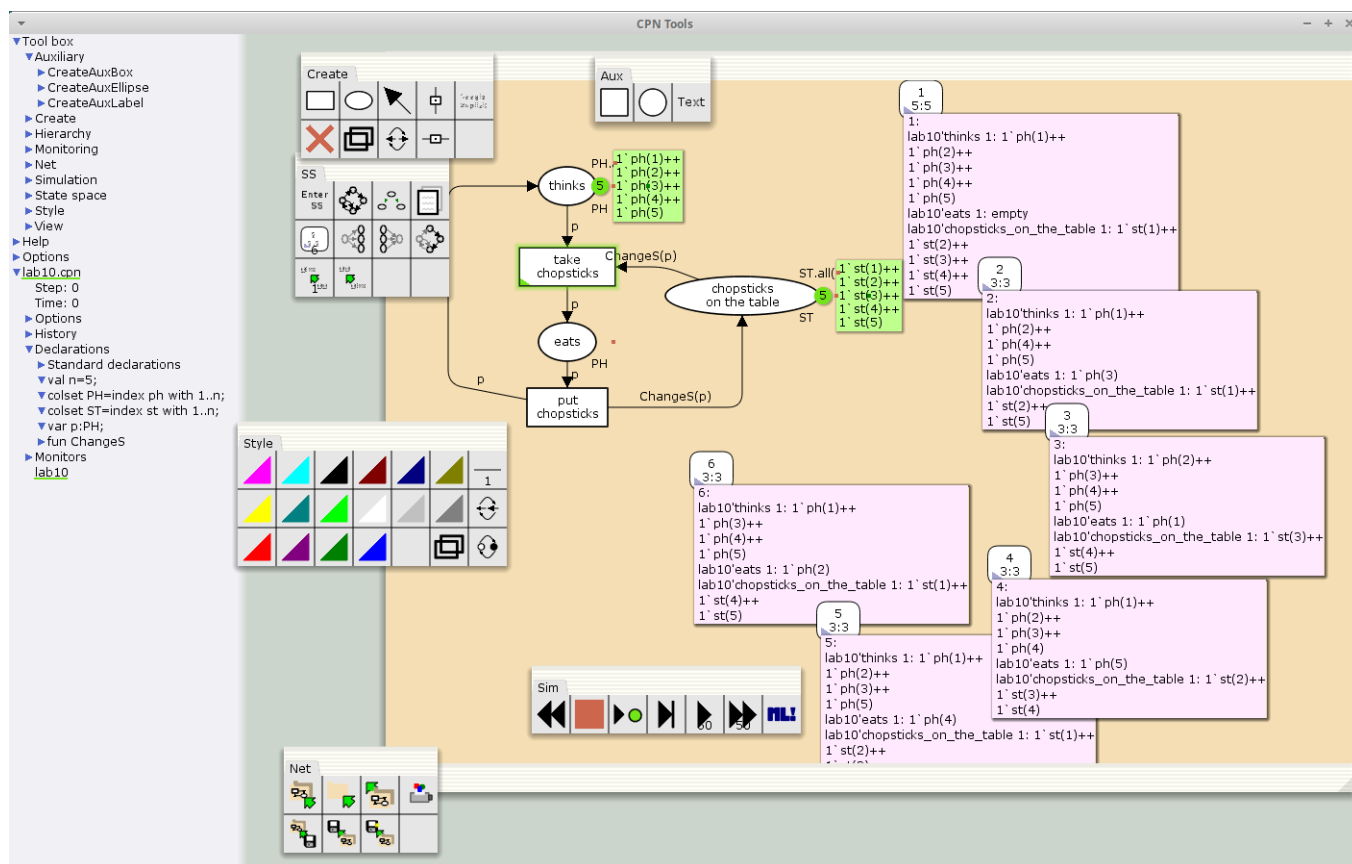 CPN Tools
Tool box
Auxiliary
CreateAuxBox
CreateAuxEllipse
CreateAuxLabel
Create
Hierarchy
Monitoring
Net
Simulation
State space
Style
View
Help
Options
lab10.cpn
Step: 0
Time: 0
Options
History
Declarations
Standard declarations
val n=5;
colset PH=index ph with 1..n;
colset ST=index st with 1..n;
var p:PH;
fun ChangeS
Monitors
lab10
Create
Aux
Text
SS
Enter
SS
6
1
Style
1
Sim
50
ML!
Net
thinks
5
PH
1`ph(1)++
1`ph(2)++
1`ph(3)++
1`ph(4)++
1`ph(5)
PH
p
take
chopsticks
ChangeS(p)
p
chopsticks
on the table
5
ST.all(
ST
1`st(1)++
1`st(2)++
1`st(3)++
1`st(4)++
1`st(5)
eats
PH
p
p
put
chopsticks
ChangeS(p)
1
5:5
1:
lab10'thinks 1: 1`ph(1)++
1`ph(2)++
1`ph(3)++
1`ph(4)++
1`ph(5)
lab10'eats 1: empty
lab10'chopsticks_on_the_table 1: 1`st(1)++
1`st(2)++
1`st(3)++
1`st(4)++
1`st(5)
2
3:3
2:
lab10'thinks 1: 1`ph(1)++
1`ph(2)++
1`ph(4)++
1`ph(5)
lab10'eats 1: 1`ph(3)
lab10'chopsticks_on_the_table 1: 1`st(1)++
1`st(2)++
1`st(5)
3
3:3
3:
lab10'thinks 1: 1`ph(2)++
1`ph(3)++
1`ph(4)++
1`ph(5)
lab10'eats 1: 1`ph(1)
lab10'chopsticks_on_the_table 1: 1`st(3)++
1`st(4)++
1`st(5)
6
3:3
6:
lab10'thinks 1: 1`ph(1)++
1`ph(3)++
1`ph(4)++
1`ph(5)
lab10'eats 1: 1`ph(2)
lab10'chopsticks_on_the_table 1: 1`st(1)++
1`st(4)++
1`st(5)
4
3:3
4:
lab10'thinks 1: 1`ph(1)++
1`ph(2)++
1`ph(3)++
1`ph(4)
lab10'eats 1: 1`ph(5)
lab10'chopsticks_on_the_table 1: 1`st(2)++
1`st(3)++
1`st(4)
5
3:3
5:
lab10'thinks 1: 1`ph(1)++
1`ph(2)++
1`ph(3)++
1`ph(5)
lab10'eats 1: 1`ph(4)
lab10'chopsticks_on_the_table 1: 1`st(1)++
1`st(2)++